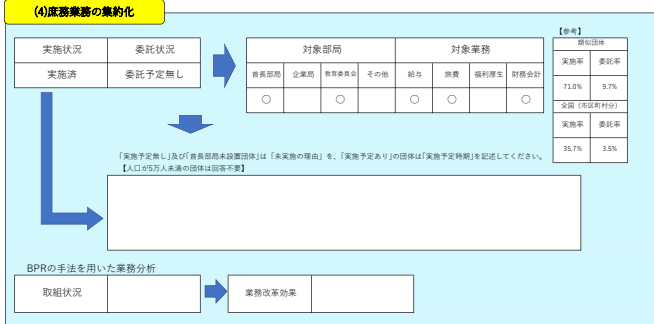 (4)庶務業務の集約化
実施状況 委託状況
実施済 委託予定無し
対象部局 対象業務
首長部局 企業局 教育委員会 その他 給与 旅費 福利厚生 財務会計
○ ○ ○ ○ ○
【参考】
類似団体
実施率 委託率
71.0% 9.7%
全国（市区町村分）
実施率 委託率
35.7% 3.5%
「実施予定無し」及び「首長部局未設置団体」は「未実施の理由」を、「実施予定あり」の団体は「実施予定時期」を記述してください。
【人口が5万人未満の団体は回答不要】
BPRの手法を用いた業務分析
取組状況
業務改革効果